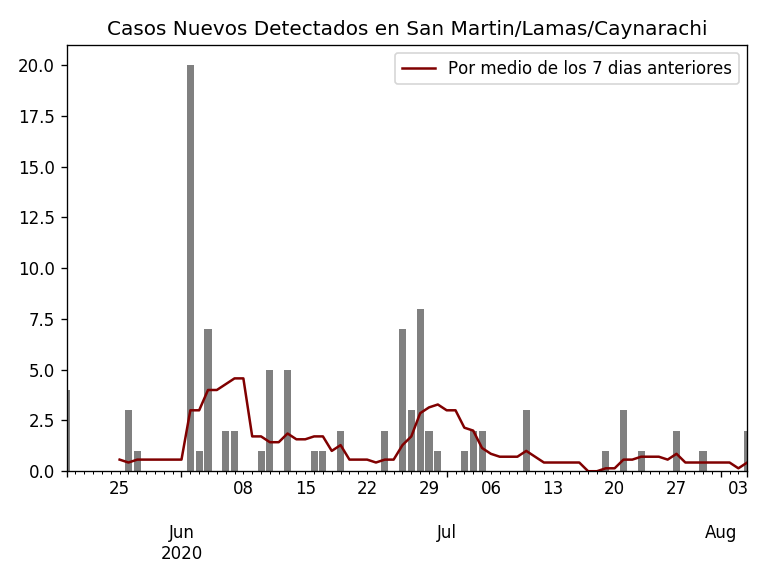 Casos Nuevos Detectados en San Martin/Lamas/Caynarachi
Por medio de los 7 dias anteriores
20.0
17.5
15.0
12.5
10.0
7.5
5.0
2.5
0.0
25 08 15 22 29 06 13 20 27 03
Jun Jul Aug
2020